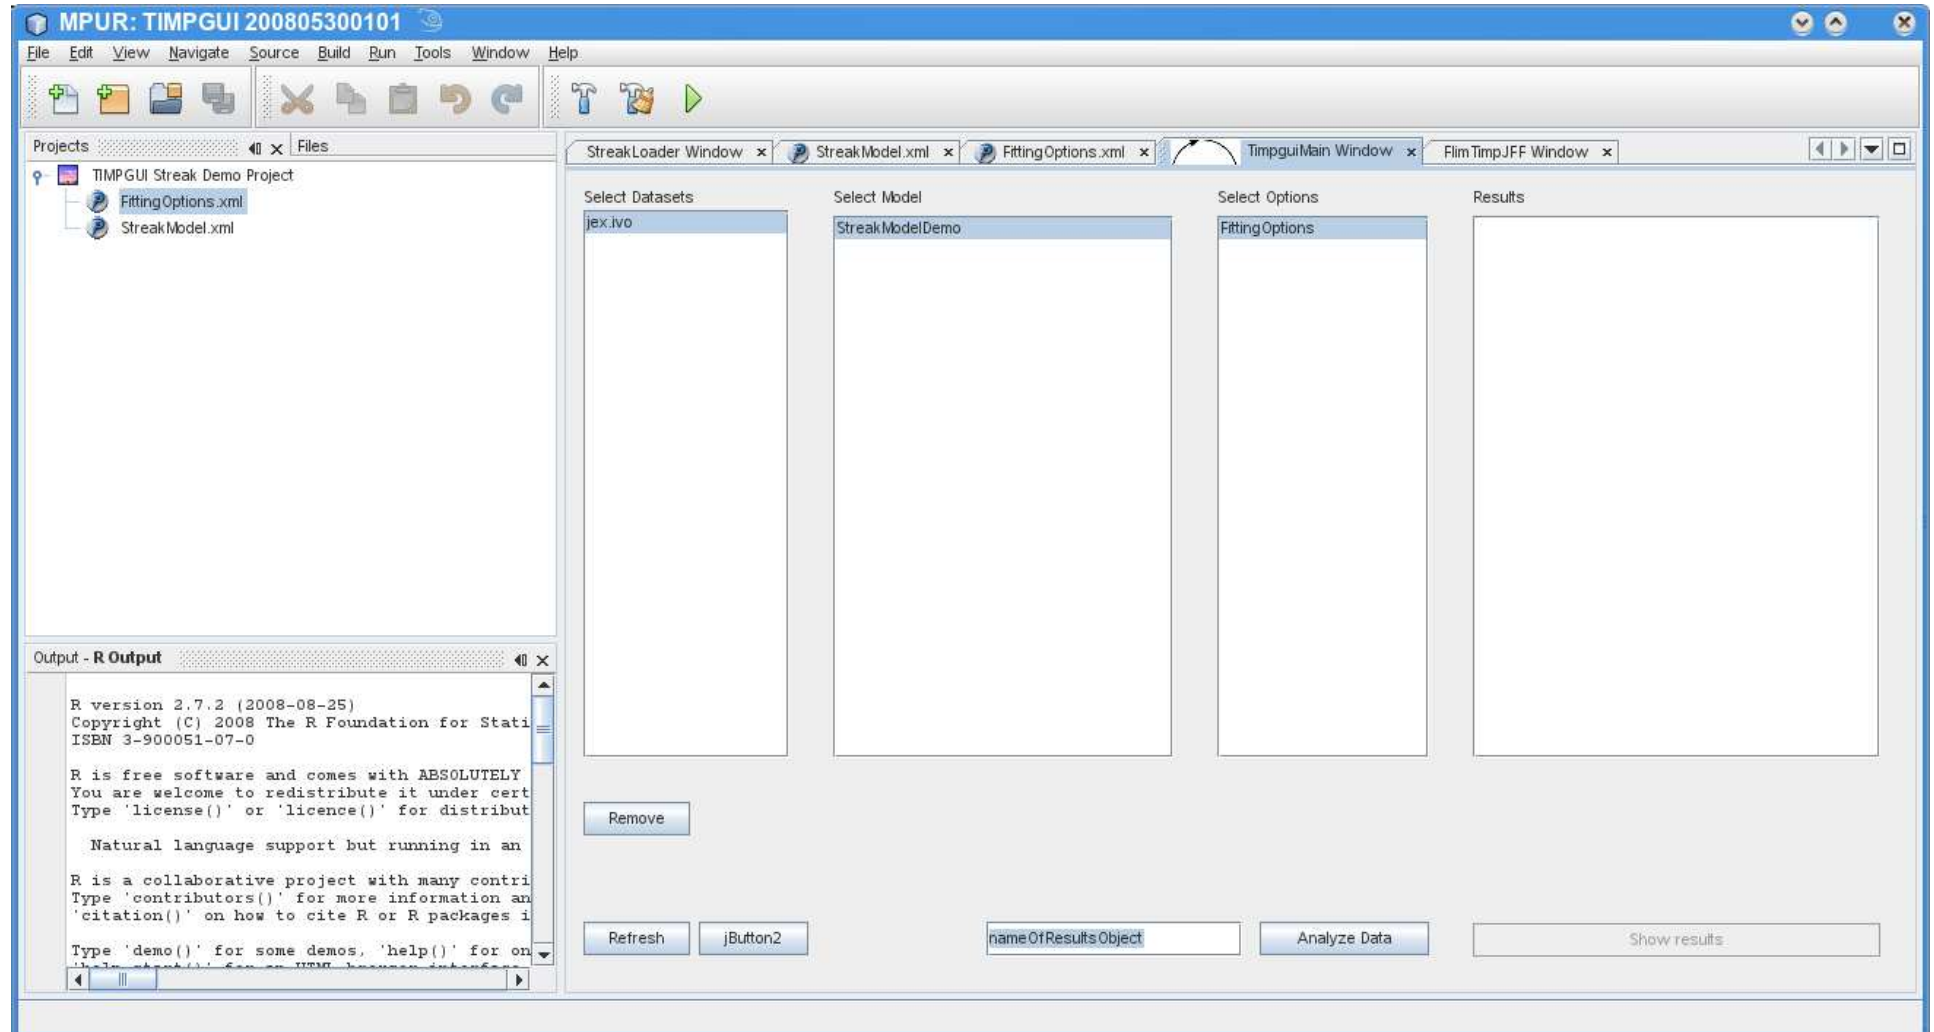 MPUR: TIMPGUI 200805300101
File Edit View Navigate Source Build Run Tools Window Help
Projects Files
TIMPGUI Streak Demo Project
FittingOptions.xml
StreakModel.xml
StreakLoader Window StreakModel.xml FittingOptions.xml TimpguiMain Window FlimTimpJFF Window
Select Datasets Select Model Select Options Results
jex.ivo StreakModelDemo FittingOptions
Remove
Refresh jButton2 nameOfResultsObject Analyze Data Show results
Output - R Output
R version 2.7.2 (2008-08-25)
Copyright (C) 2008 The R Foundation for Stati
ISBN 3-900051-07-0
R is free software and comes with ABSOLUTELY
You are welcome to redistribute it under cert
Type 'license()' or 'licence()' for distribut
Natural language support but running in an
R is a collaborative project with many contri
Type 'contributors()' for more information an
'citation()' on how to cite R or R packages i
Type 'demo()' for some demos, 'help()' for on